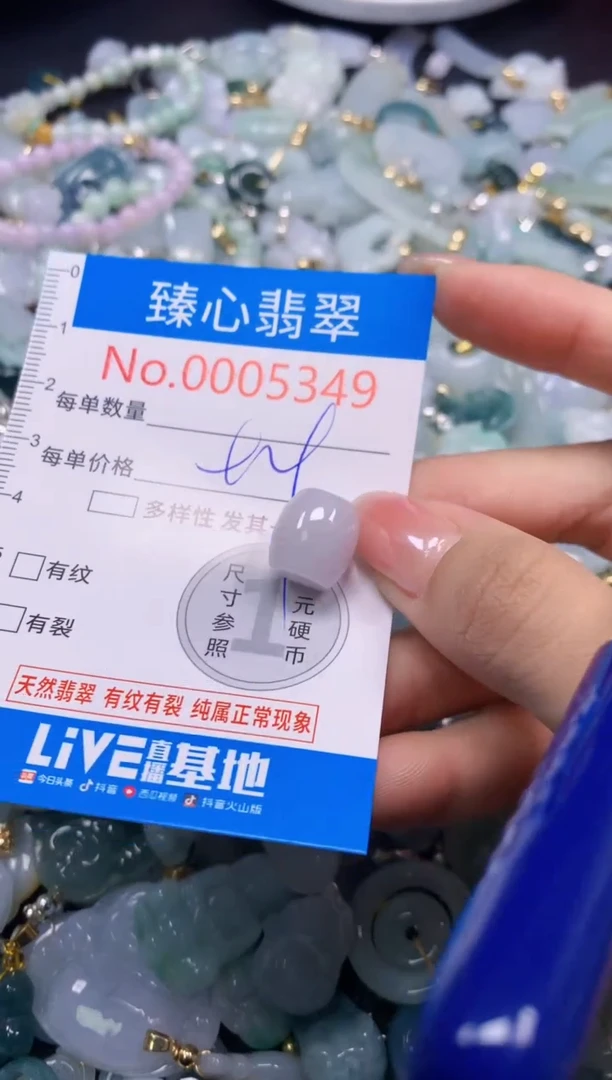 0
臻心翡翠
1
No.0005349
2
每单数量
3
每单价格
4
多样性 发其
有纹
有裂
1
尺寸参照
元硬币
天然翡翠 有纹有裂 纯属正常现象
LiVE直播基地
今日头条 抖音 西瓜视频 抖音火山版